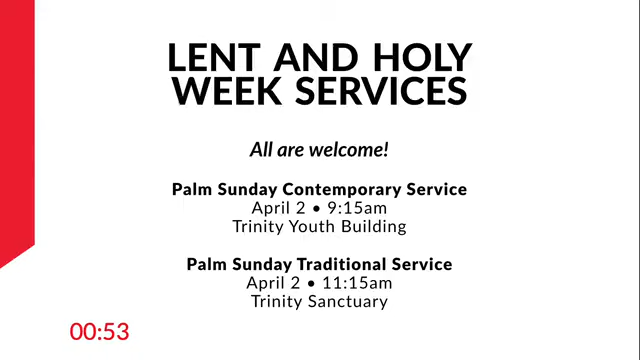 LENT AND HOLY
WEEK SERVICES
All are welcome!
Palm Sunday Contemporary Service
April 2 • 9:15am
Trinity Youth Building
Palm Sunday Traditional Service
April 2 • 11:15am
Trinity Sanctuary
00:53